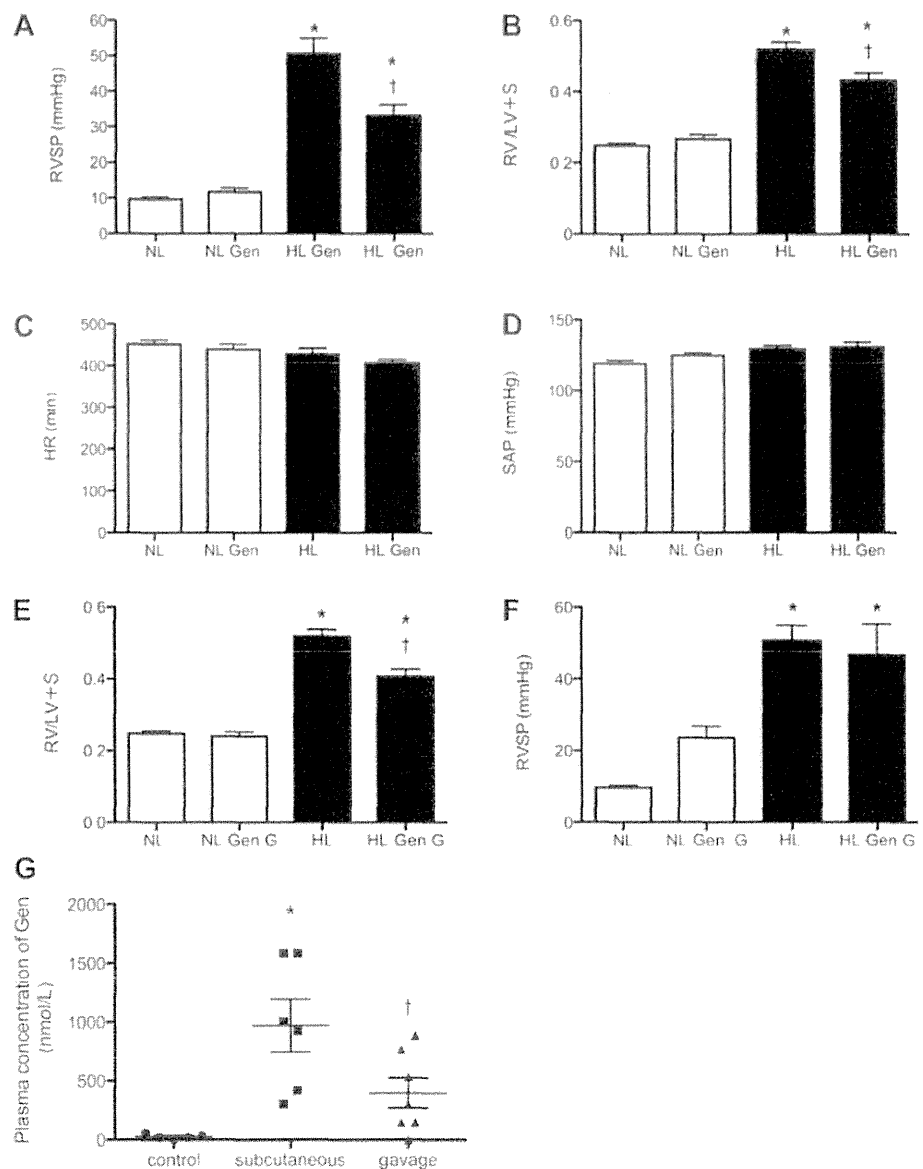 A
RVSP (mmHg)
60
50
40
30
20
10
0
*
*
†
NL
NL Gen
HL Gen
HL Gen
B
RV/LV+S
0.6
0 4
0 2
0
*
*
†
NL
NL Gen
HL
HL Gen
C
HR (min)
500
400
300
200
100
0
NL
NL Gen
HL
HL Gen
D
SAP (mmHg)
150
100
50
0
NL
NL Gen
HL
HL Gen
E
RV/LV+S
0 6
0.4
0 2
0 0
*
*
†
NL
NL Gen G
HL
HL Gen G
F
RVSP (mmHg)
60
40
20
0
*
*
NL
NL Gen G
HL
HL Gen G
G
Plasma concentration of Gen
(nmol/L)
2000
1500
1000
500
0
*
†
control
subcutaneous
gavage